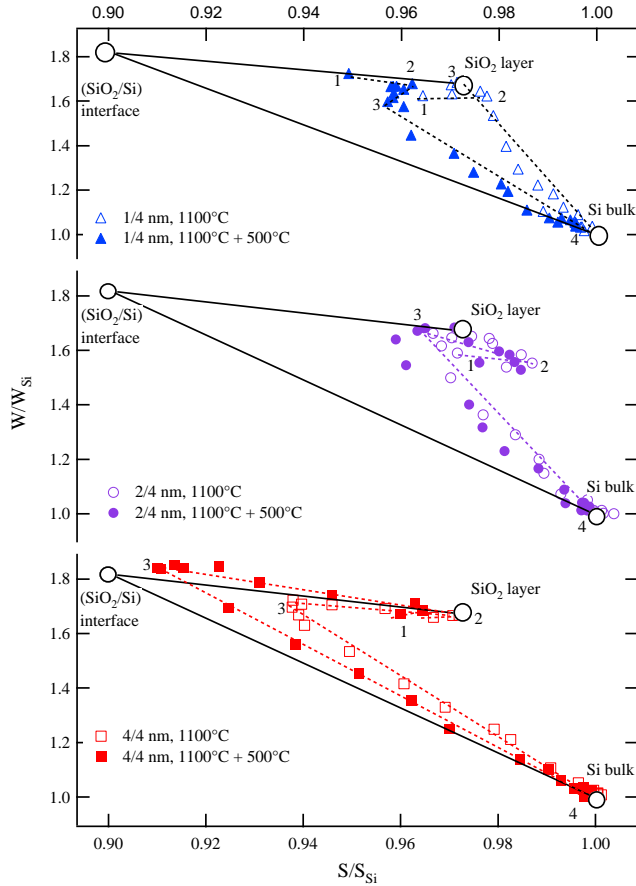 0.90 0.92 0.94 0.96 0.98 1.00
1.8
1.6
1.4
1.2
1.0
(SiO2/Si)
interface
1
2
3
SiO2 layer
3
1
2
Si bulk
4
1/4 nm, 1100°C
1/4 nm, 1100°C + 500°C
W/WSi
1.8
1.6
1.4
1.2
1.0
(SiO2/Si)
interface
3
SiO2 layer
1
2
Si bulk
4
2/4 nm, 1100°C
2/4 nm, 1100°C + 500°C
1.8
1.6
1.4
1.2
1.0
3
(SiO2/Si)
interface
SiO2 layer
3
1
2
Si bulk
4
4/4 nm, 1100°C
4/4 nm, 1100°C + 500°C
0.90 0.92 0.94 0.96 0.98 1.00
S/SSi